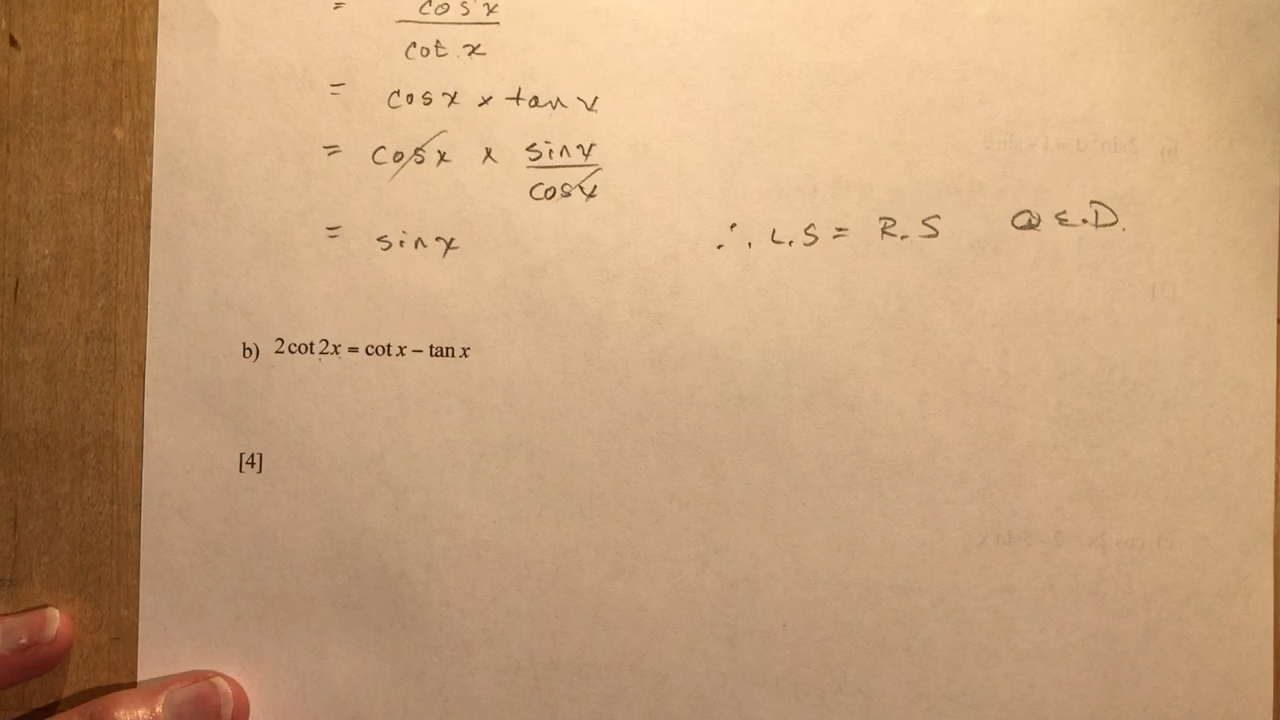 = cos x
cot x
= cos x × tan x
= cos x × sin x
cos x
= sin x
∴ L.S = R.S Q.E.D.
b) 2 cot 2x = cot x − tan x
[4]